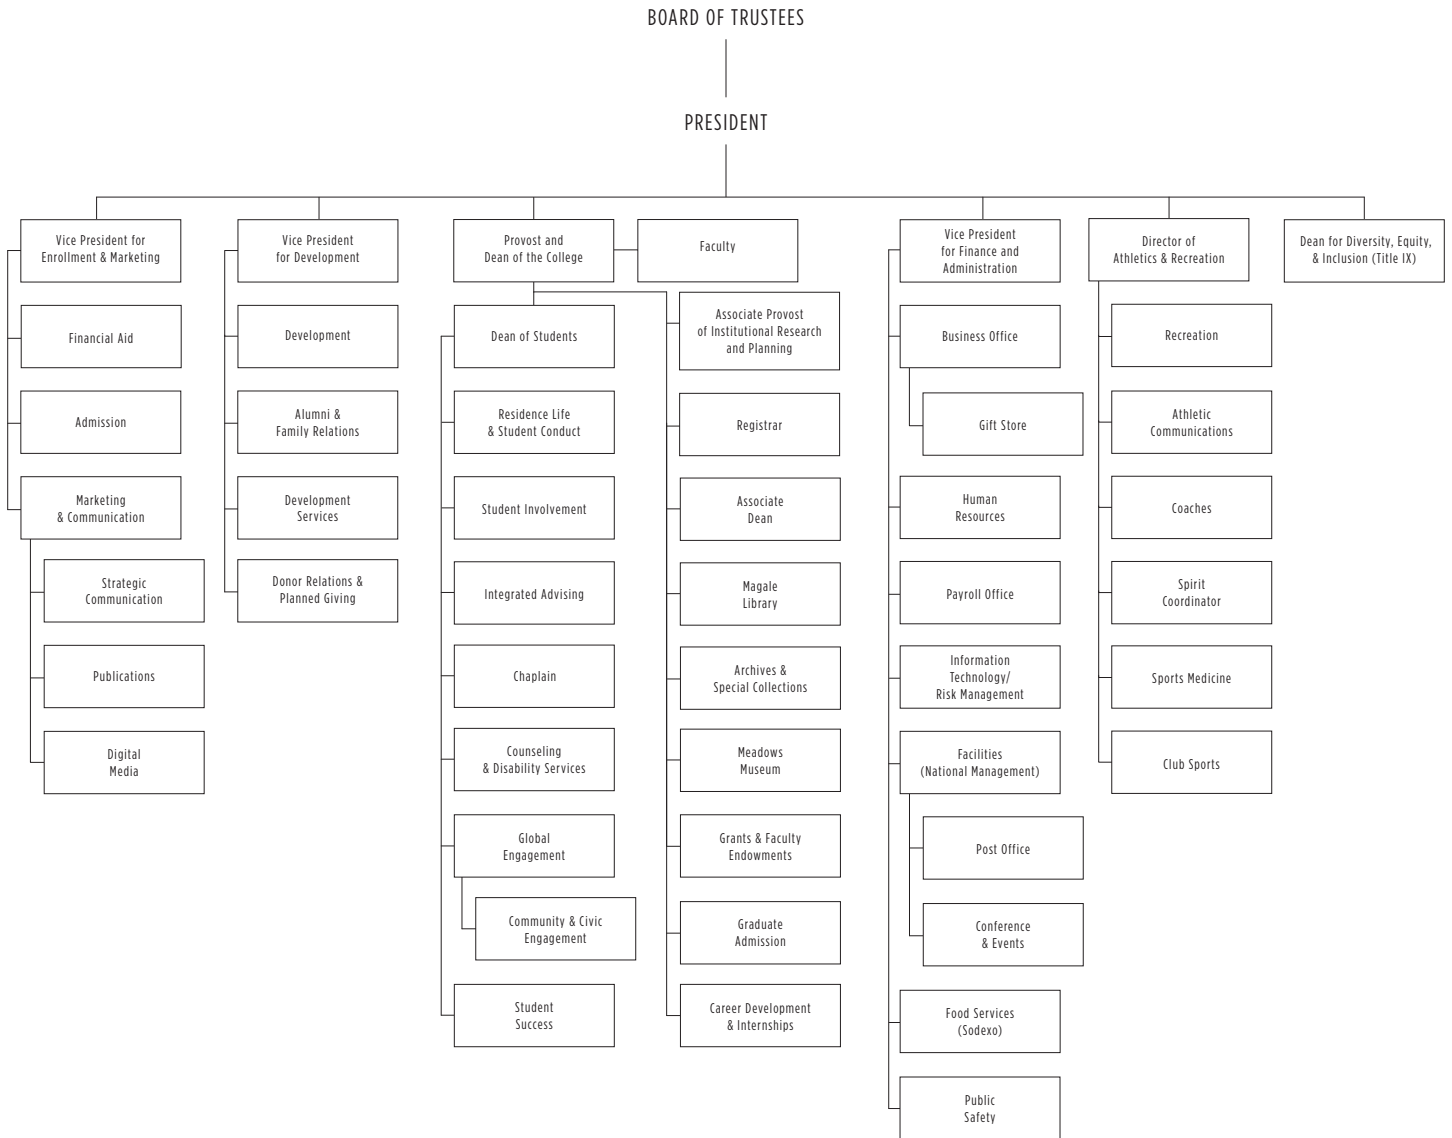 BOARD OF TRUSTEES
PRESIDENT
Vice President for
Enrollment & Marketing
Financial Aid
Admission
Marketing
& Communication
Strategic
Communication
Publications
Digital
Media
Vice President
for Development
Development
Alumni &
Family Relations
Development
Services
Donor Relations &
Planned Giving
Provost and
Dean of the College
Faculty
Dean of Students
Residence Life
& Student Conduct
Student Involvement
Integrated Advising
Chaplain
Counseling
& Disability Services
Global
Engagement
Community & Civic
Engagement
Student
Success
Associate Provost
of Institutional Research
and Planning
Registrar
Associate
Dean
Magale
Library
Archives &
Special Collections
Meadows
Museum
Grants & Faculty
Endowments
Graduate
Admission
Career Development
& Internships
Vice President
for Finance and
Administration
Business Office
Gift Store
Human
Resources
Payroll Office
Information
Technology/
Risk Management
Facilities
(National Management)
Post Office
Conference
& Events
Food Services
(Sodexo)
Public
Safety
Director of
Athletics & Recreation
Recreation
Athletic
Communications
Coaches
Spirit
Coordinator
Sports Medicine
Club Sports
Dean for Diversity, Equity,
& Inclusion (Title IX)